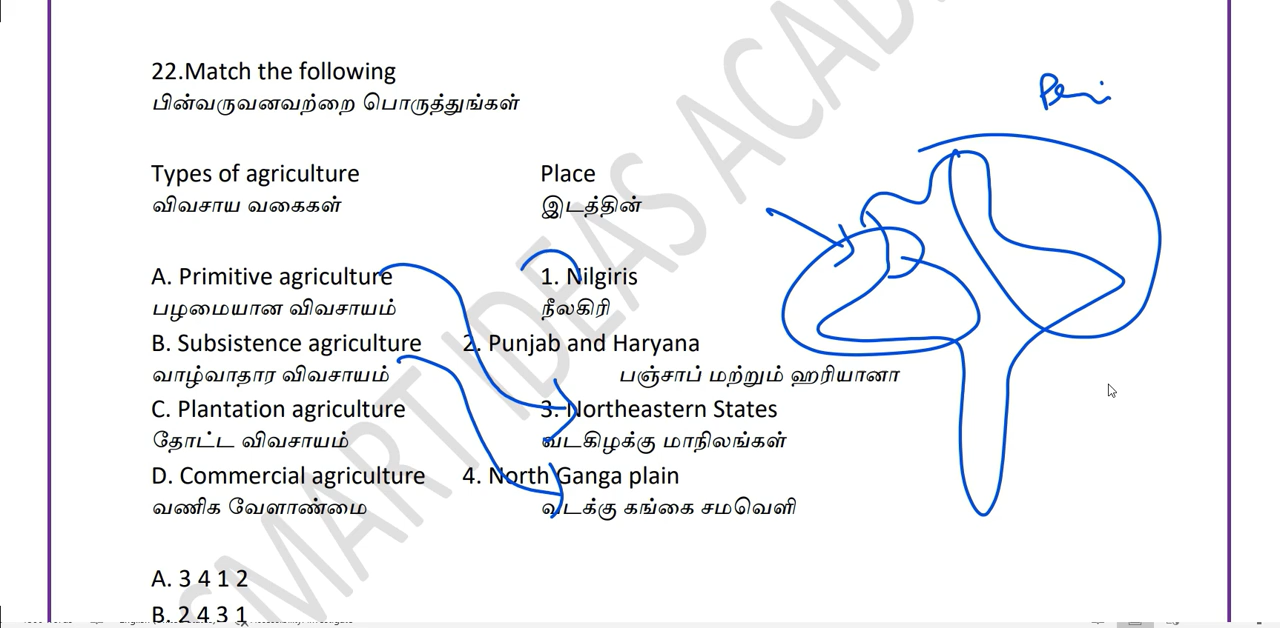 22.Match the following
பின்வருவனவற்றை பொருத்துங்கள்
Types of agriculture Place
விவசாய வகைகள் இடத்தின்
A. Primitive agriculture 1. Nilgiris
பழமையான விவசாயம் நீலகிரி
B. Subsistence agriculture 2. Punjab and Haryana
வாழ்வாதார விவசாயம் பஞ்சாப் மற்றும் ஹரியானா
C. Plantation agriculture 3. Northeastern States
தோட்ட விவசாயம் வடகிழக்கு மாநிலங்கள்
D. Commercial agriculture 4. North Ganga plain
வணிக வேளாண்மை வடக்கு கங்கை சமவெளி
A. 3 4 1 2
B. 2 4 3 1
SMART IDEAS ACAD